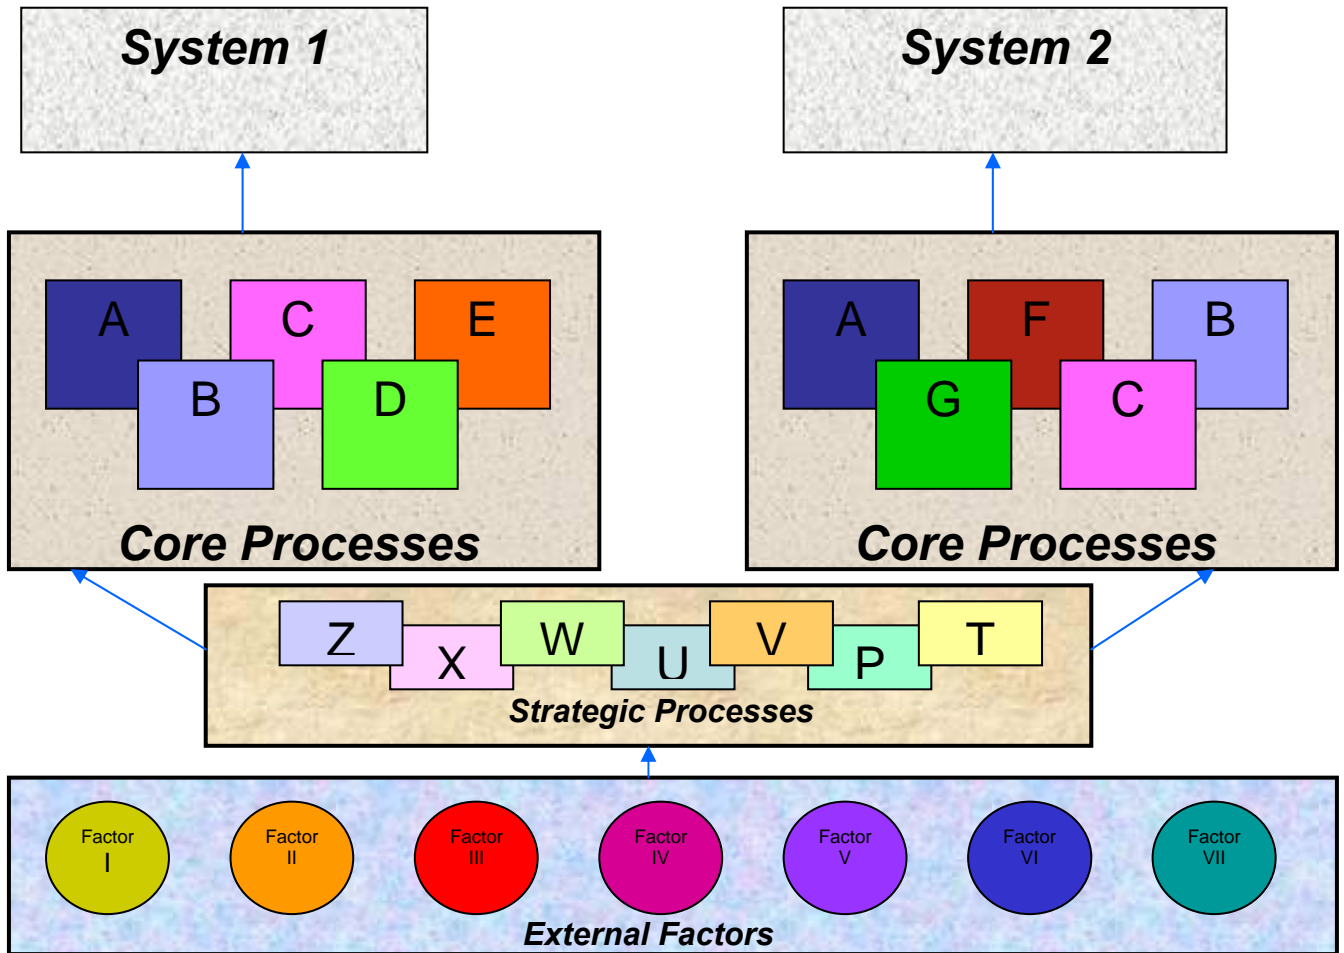 System 1
System 2
A
C
E
B
D
Core Processes
A
F
B
G
C
Core Processes
Z
X
W
U
V
P
T
Strategic Processes
Factor
I
Factor
II
Factor
III
Factor
IV
Factor
V
Factor
VI
Factor
VII
External Factors